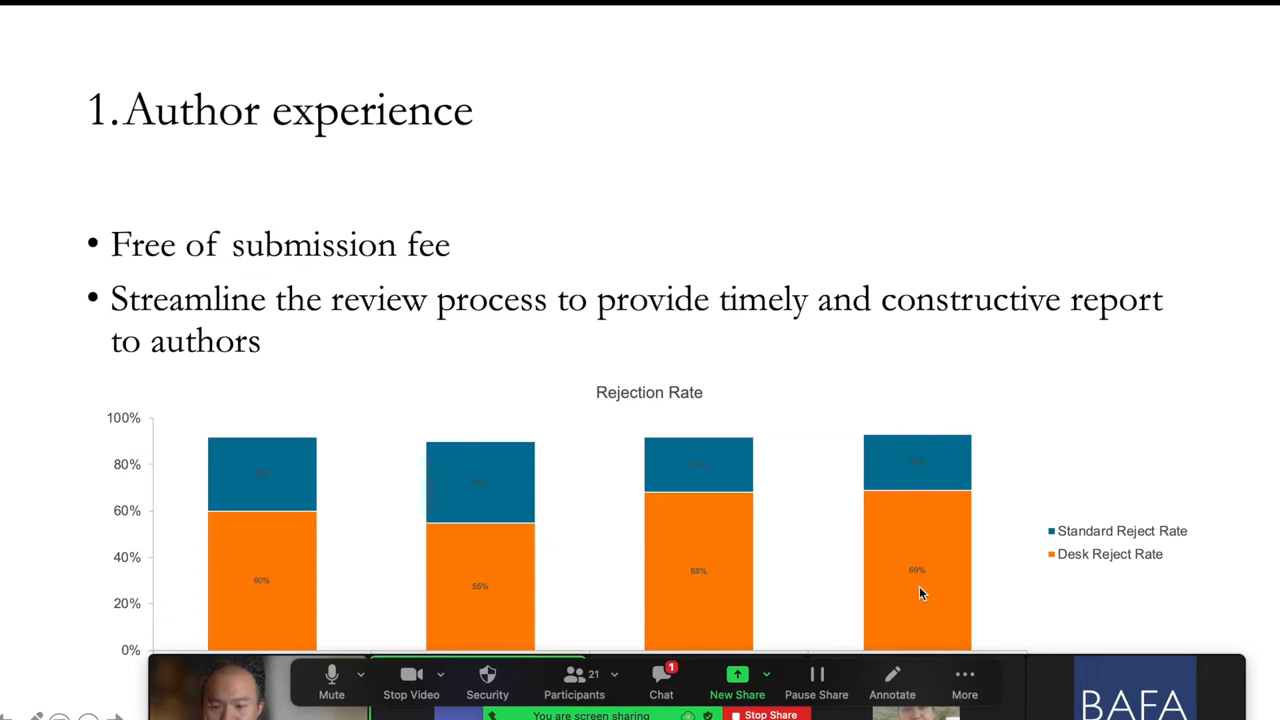 1. Author experience
• Free of submission fee
• Streamline the review process to provide timely and constructive report
to authors
Rejection Rate
100%
80%
60%
40%
20%
0%
60%
55%
68%
69%
Standard Reject Rate
Desk Reject Rate
21
1
Mute
Stop Video
Security
Participants
Chat
New Share
Pause Share
Annotate
More
You are screen sharing
Stop Share
BAFA